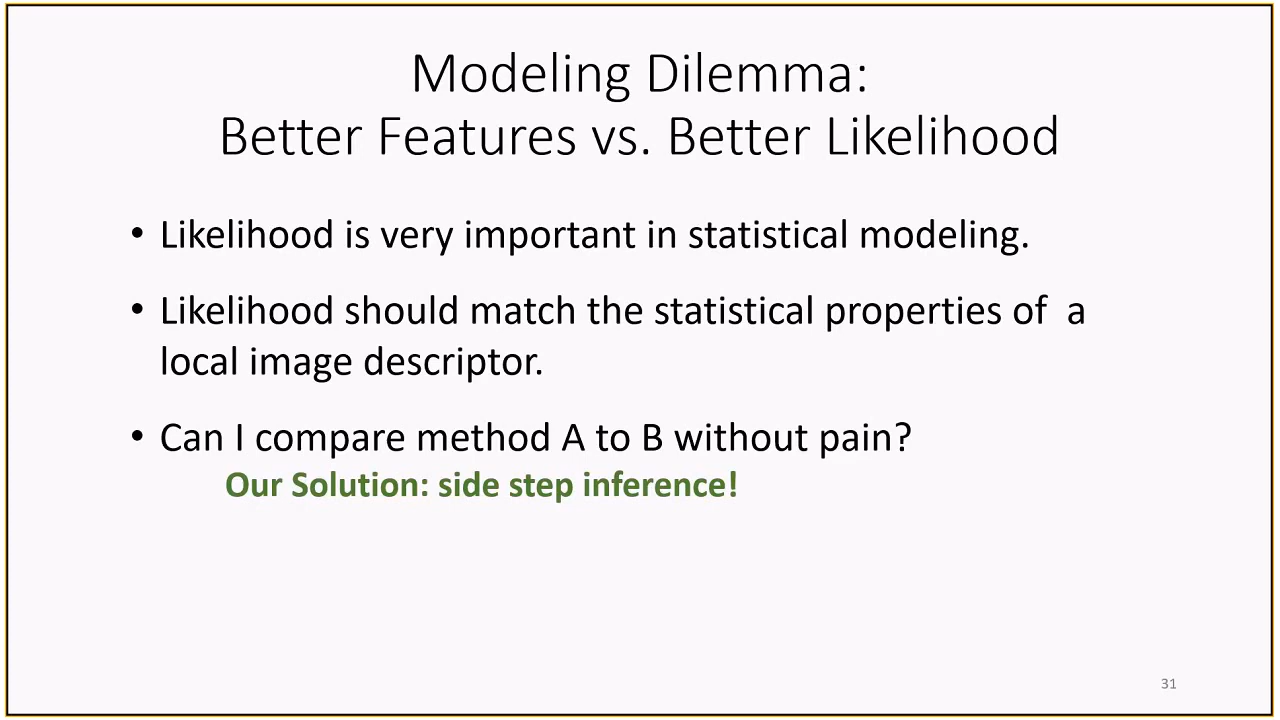 Modeling Dilemma:
Better Features vs. Better Likelihood
• Likelihood is very important in statistical modeling.
• Likelihood should match the statistical properties of  a
local image descriptor.
• Can I compare method A to B without pain?
Our Solution: side step inference!
31